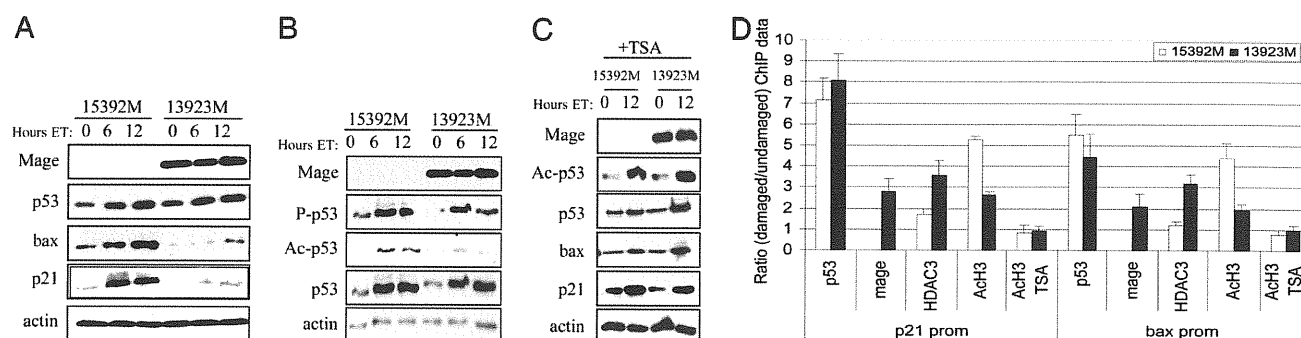 A
15392M 13923M
Hours ET: 0 6 12 0 6 12
Mage
p53
bax
p21
actin
B
15392M 13923M
Hours ET: 0 6 12 0 6 12
Mage
P-p53
Ac-p53
p53
actin
C
+TSA
15392M 13923M
Hours ET: 0 12 0 12
Mage
Ac-p53
p53
bax
p21
actin
D
Ratio (damaged/undamaged) ChIP data
10
9
8
7
6
5
4
3
2
1
0
15392M 13923M
p53 mage HDAC3 AcH3 AcH3 TSA p53 mage HDAC3 AcH3 AcH3 TSA
p21 prom bax prom